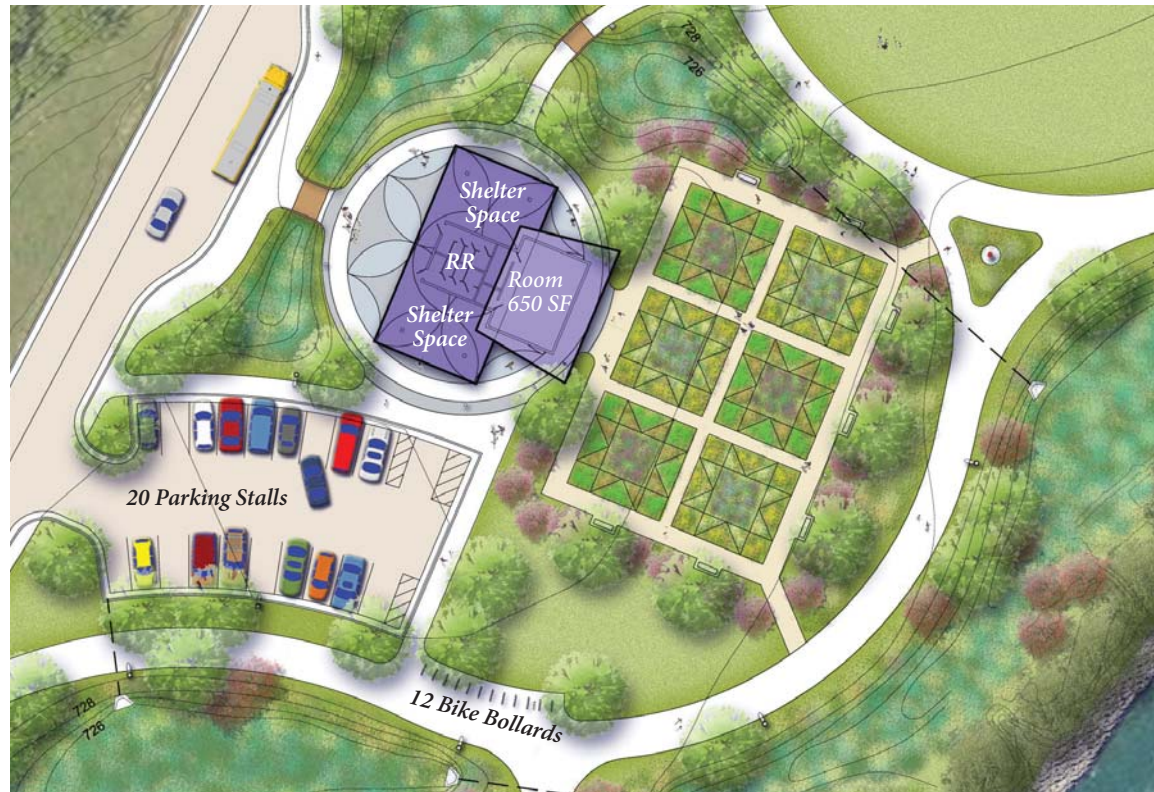 728
726
Shelter
Space
RR
Room
650 SF
Shelter
Space
20 Parking Stalls
12 Bike Bollards
728
726